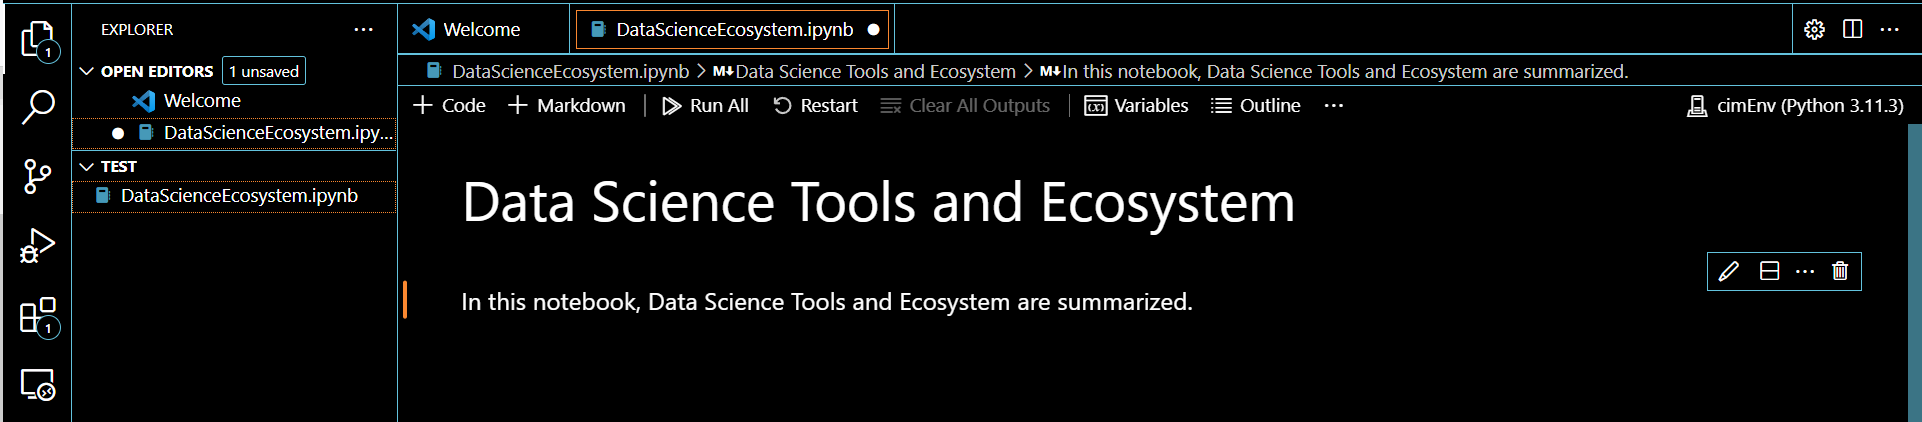 EXPLORER
1
OPEN EDITORS 1 unsaved
Welcome
DataScienceEcosystem.ipy...
TEST
DataScienceEcosystem.ipynb
1
Welcome
DataScienceEcosystem.ipynb
DataScienceEcosystem.ipynb > M↓Data Science Tools and Ecosystem > M↓In this notebook, Data Science Tools and Ecosystem are summarized.
+ Code + Markdown | Run All Restart Clear All Outputs | (x) Variables Outline ... cimEnv (Python 3.11.3)
Data Science Tools and Ecosystem
In this notebook, Data Science Tools and Ecosystem are summarized.